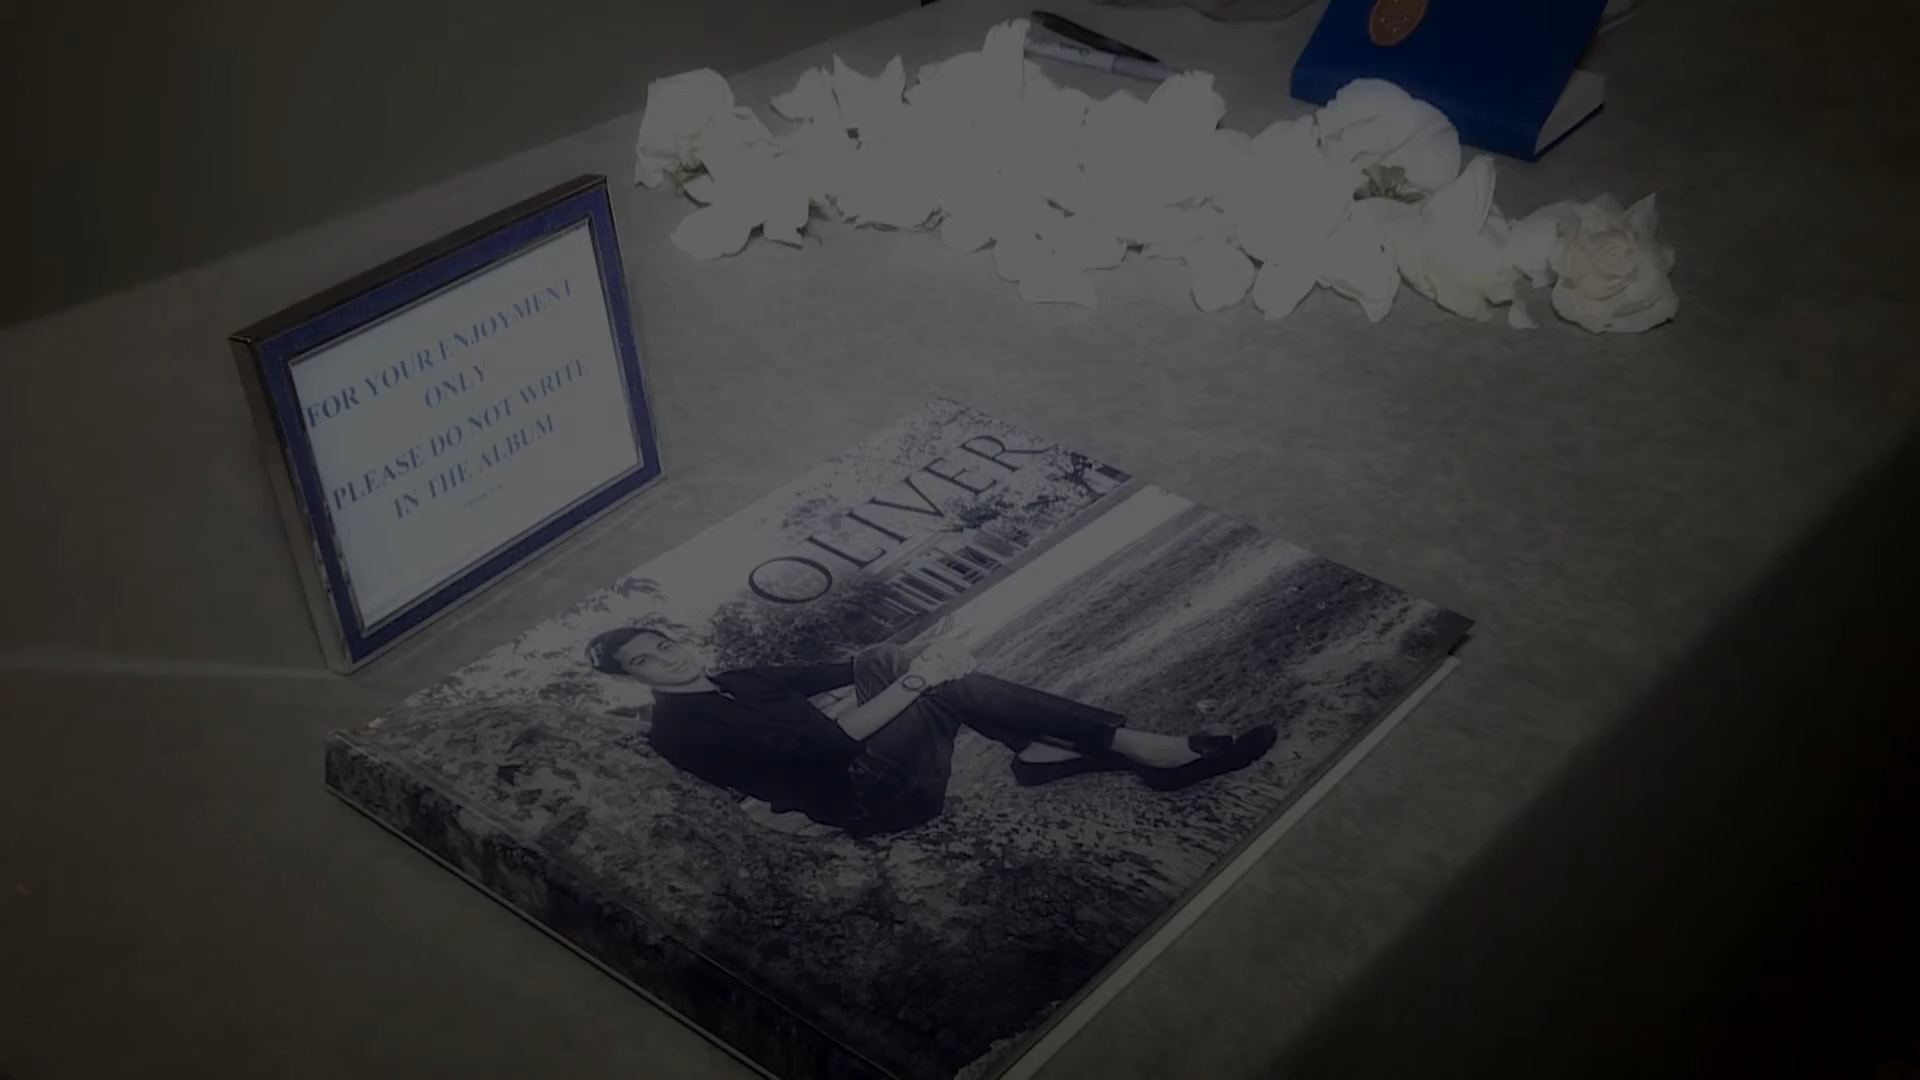 FOR YOUR ENJOYMENT
ONLY
PLEASE DO NOT WRITE
IN THE ALBUM
OLIVER